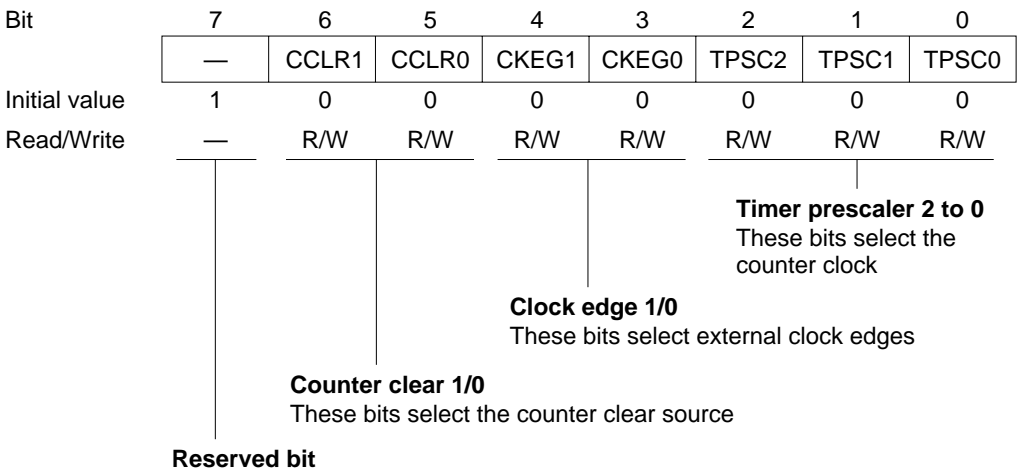 Bit 7 6 5 4 3 2 1 0
— CCLR1 CCLR0 CKEG1 CKEG0 TPSC2 TPSC1 TPSC0
Initial value 1 0 0 0 0 0 0 0
Read/Write — R/W R/W R/W R/W R/W R/W R/W
Timer prescaler 2 to 0
These bits select the
counter clock
Clock edge 1/0
These bits select external clock edges
Counter clear 1/0
These bits select the counter clear source
Reserved bit